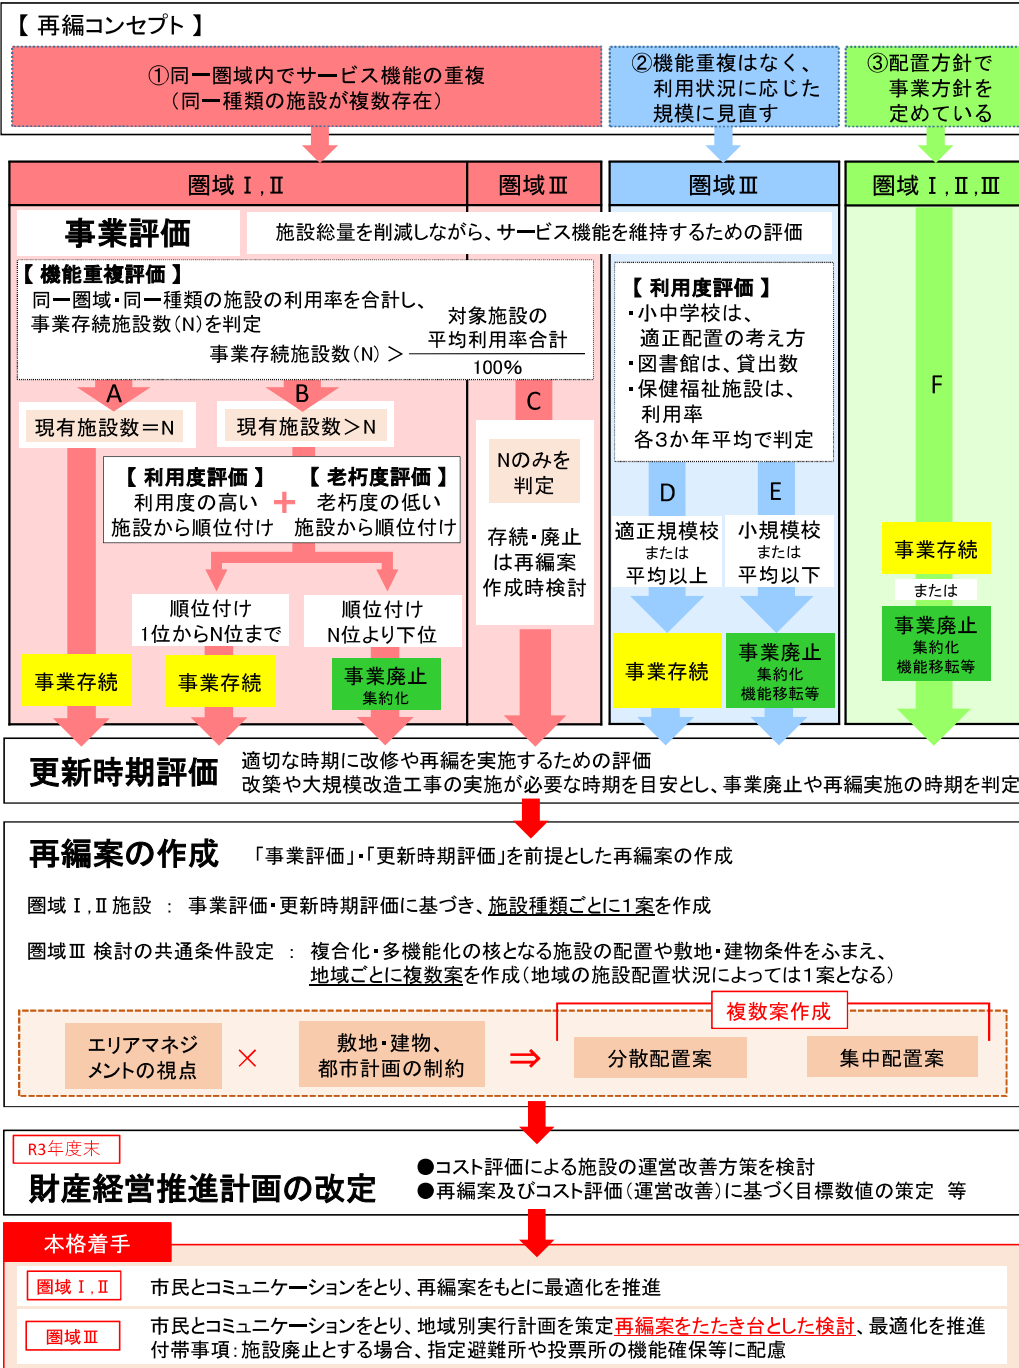 【 再編コンセプト 】
①同一圏域内でサービス機能の重複
（同一種類の施設が複数存在）
②機能重複はなく、
利用状況に応じた
規模に見直す
③配置方針で
事業方針を
定めている
圏域Ⅰ,Ⅱ
圏域Ⅲ
圏域Ⅲ
圏域Ⅰ,Ⅱ,Ⅲ
事業評価
施設総量を削減しながら、サービス機能を維持するための評価
【 機能重複評価 】
同一圏域・同一種類の施設の利用率を合計し、
事業存続施設数(N)を判定
事業存続施設数(N) >
対象施設の
平均利用率合計
100%
【 利用度評価 】
・小中学校は、
適正配置の考え方
・図書館は、貸出数
・保健福祉施設は、
利用率
各3か年平均で判定
A
B
C
現有施設数=N
現有施設数>N
Nのみを
判定
存続・廃止
は再編案
作成時検討
【 利用度評価 】
利用度の高い
施設から順位付け
+
【 老朽度評価 】
老朽度の低い
施設から順位付け
順位付け
1位からN位まで
順位付け
N位より下位
事業存続
事業存続
事業廃止
集約化
D
E
適正規模校
または
平均以上
小規模校
または
平均以下
事業存続
事業廃止
集約化
機能移転等
F
事業存続
または
事業廃止
集約化
機能移転等
更新時期評価
適切な時期に改修や再編を実施するための評価
改築や大規模改造工事の実施が必要な時期を目安とし、事業廃止や再編実施の時期を判定
再編案の作成
「事業評価」・「更新時期評価」を前提とした再編案の作成
圏域Ⅰ,Ⅱ施設 : 事業評価・更新時期評価に基づき、施設種類ごとに1案を作成
圏域Ⅲ 検討の共通条件設定 : 複合化・多機能化の核となる施設の配置や敷地・建物条件をふまえ、
地域ごとに複数案を作成(地域の施設配置状況によっては1案となる)
複数案作成
エリアマネジ
メントの視点
×
敷地・建物、
都市計画の制約
⇒
分散配置案
集中配置案
R3年度末
財産経営推進計画の改定
●コスト評価による施設の運営改善方策を検討
●再編案及びコスト評価(運営改善)に基づく目標数値の策定 等
本格着手
圏域Ⅰ,Ⅱ
市民とコミュニケーションをとり、再編案をもとに最適化を推進
圏域Ⅲ
市民とコミュニケーションをとり、地域別実行計画を策定再編案をたたき台とした検討、最適化を推進
付帯事項:施設廃止とする場合、指定避難所や投票所の機能確保等に配慮